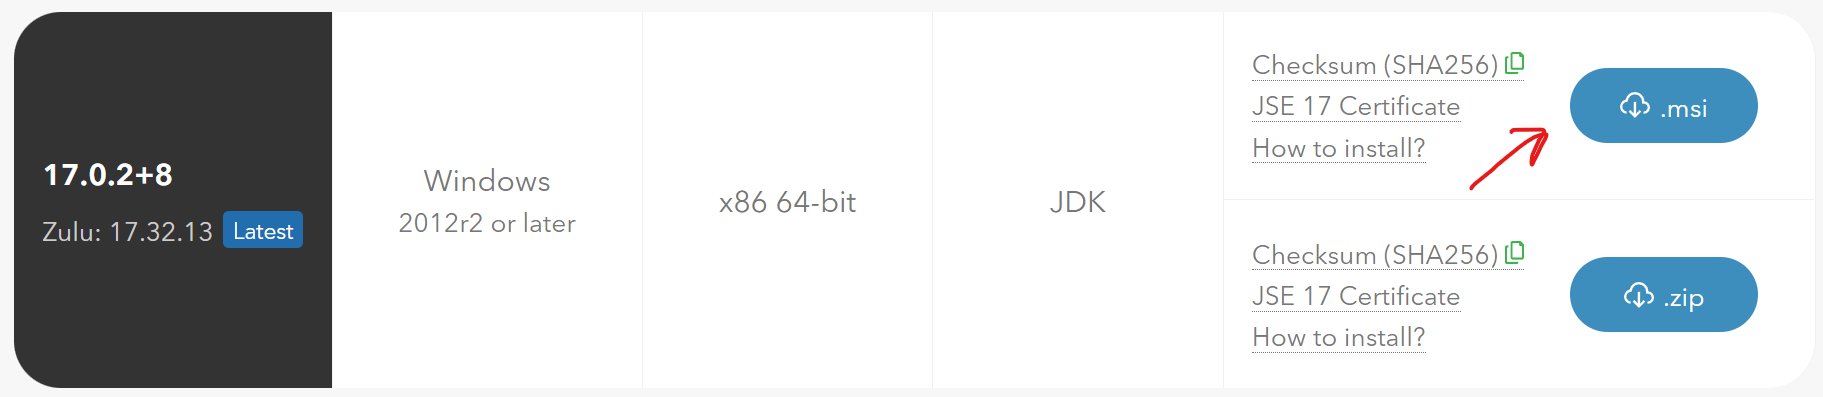 17.0.2+8
Zulu: 17.32.13 Latest
Windows
2012r2 or later
x86 64-bit
JDK
Checksum (SHA256)
JSE 17 Certificate
How to install?
.msi
Checksum (SHA256)
JSE 17 Certificate
How to install?
.zip